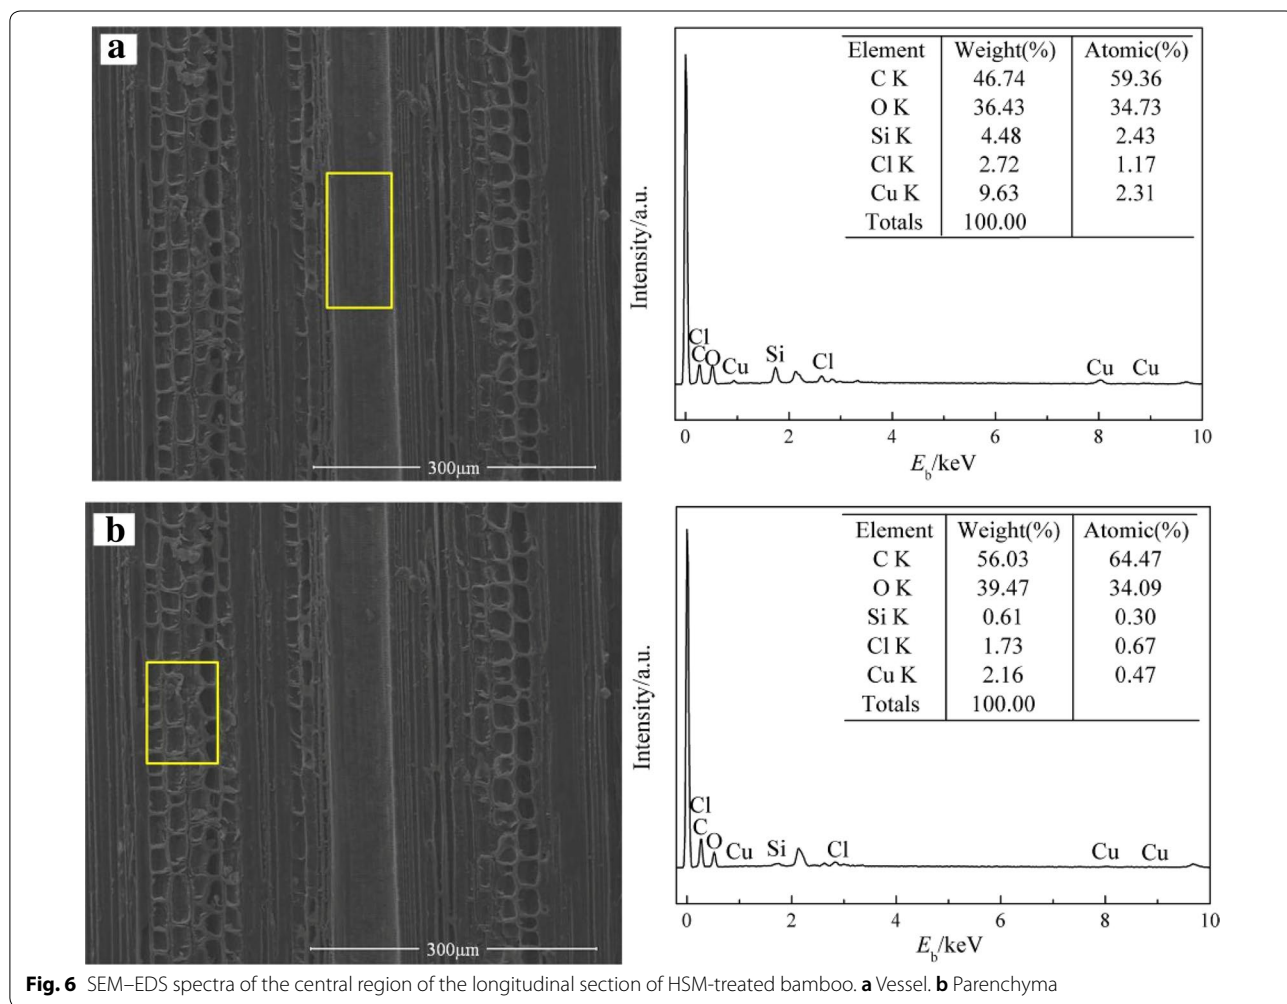 a
Element Weight(%) Atomic(%)
C K 46.74 59.36
O K 36.43 34.73
Si K 4.48 2.43
Cl K 2.72 1.17
Cu K 9.63 2.31
Totals 100.00
Intensity/a.u.
Cl
C O Cu Si Cl Cu Cu
0 2 4 6 8 10
E_b/keV
300μm
b
Element Weight(%) Atomic(%)
C K 56.03 64.47
O K 39.47 34.09
Si K 0.61 0.30
Cl K 1.73 0.67
Cu K 2.16 0.47
Totals 100.00
Intensity/a.u.
Cl
C
O Cu Si Cl Cu Cu
0 2 4 6 8 10
E_b/keV
300μm
Fig. 6 SEM–EDS spectra of the central region of the longitudinal section of HSM-treated bamboo. a Vessel. b Parenchyma